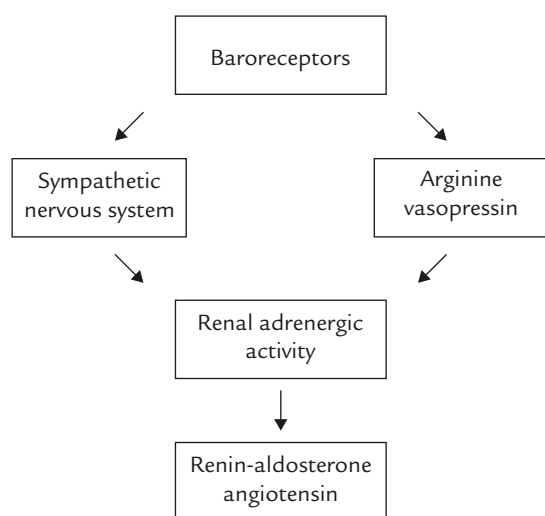 Baroreceptors
Sympathetic
nervous system
Arginine
vasopressin
Renal adrenergic
activity
Renin-aldosterone
angiotensin